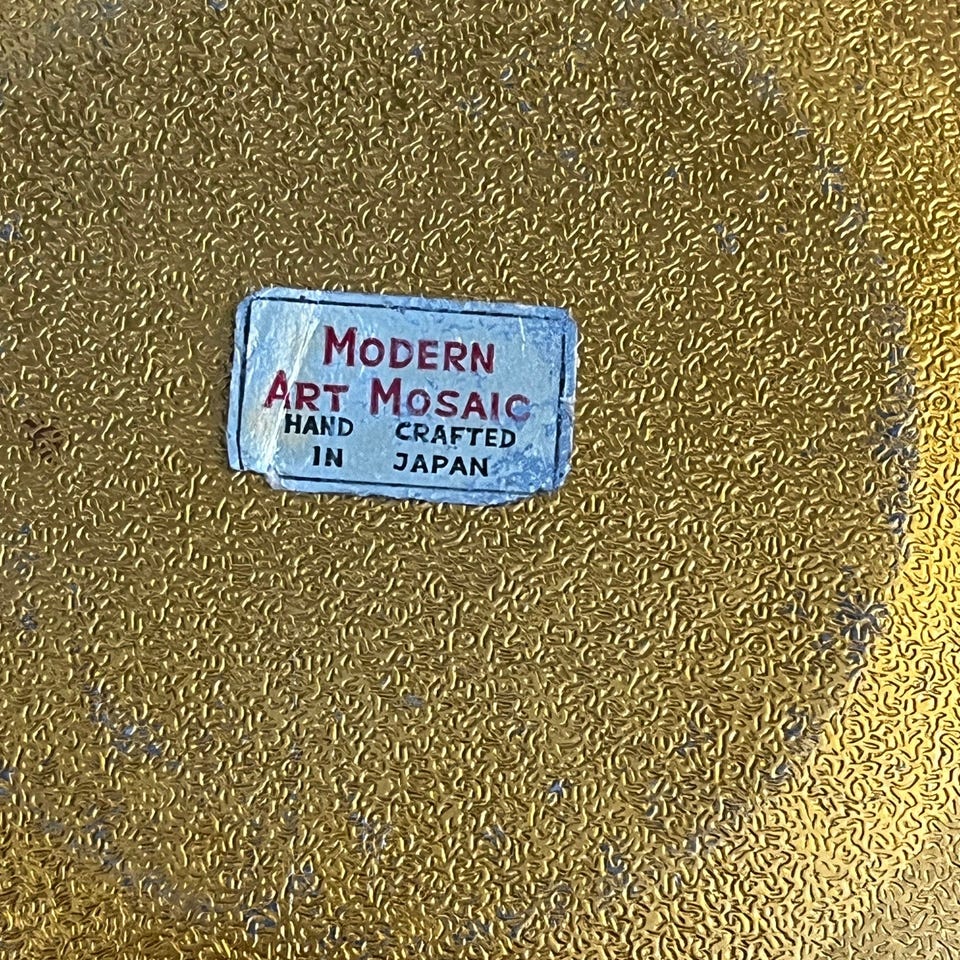 MODERN
ART MOSAIC
HAND CRAFTED
IN JAPAN